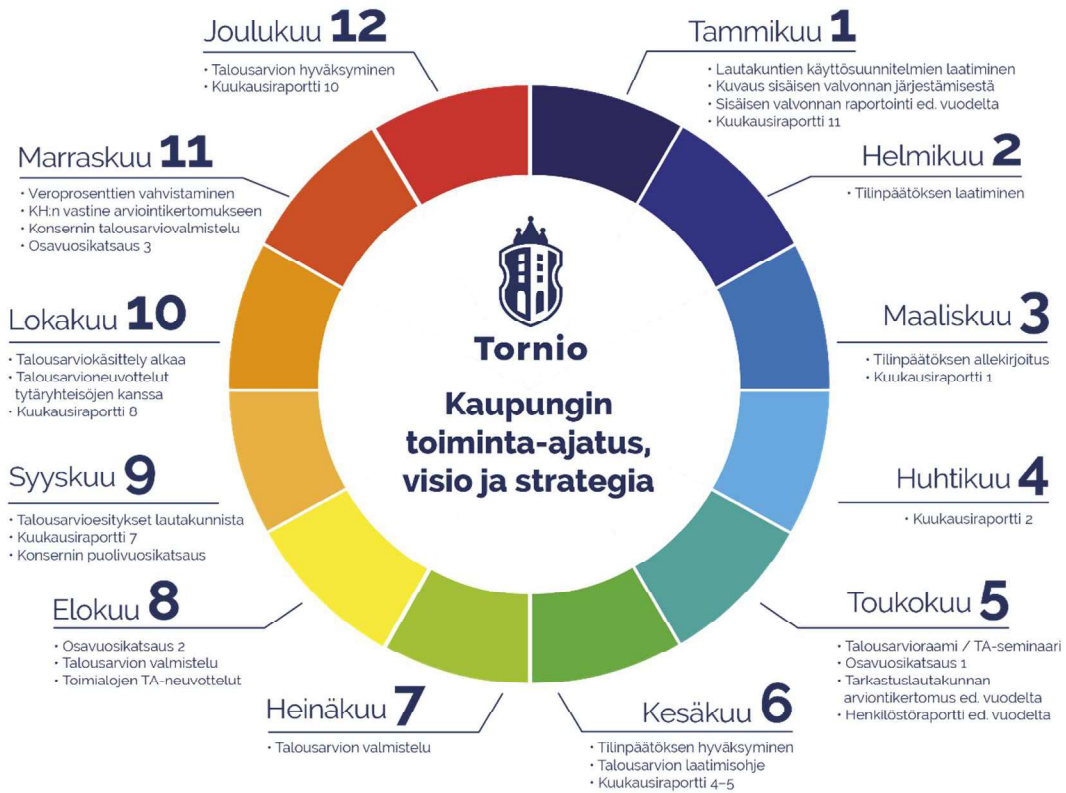 Tammikuu 1
• Lautakuntien käyttösuunnitelmien laatiminen
• Kuvaus sisäisen valvonnan järjestämisestä
• Sisäisen valvonnan raportointi ed. vuodelta
• Kuukausiraportti 11
Helmikuu 2
• Tilinpäätöksen laatiminen
Maaliskuu 3
• Tilinpäätöksen allekirjoitus
• Kuukausiraportti 1
Huhtikuu 4
• Kuukausiraportti 2
Toukokuu 5
• Talousarvioraami / TA-seminaari
• Osavuosikatsaus 1
• Tarkastuslautakunnan
arviontikertomus ed. vuodelta
• Henkilöstöraportti ed. vuodelta
Kesäkuu 6
• Tilinpäätöksen hyväksyminen
• Talousarvion laatimisohje
• Kuukausiraportti 4–5
Heinäkuu 7
• Talousarvion valmistelu
Elokuu 8
• Osavuosikatsaus 2
• Talousarvion valmistelu
• Toimialojen TA-neuvottelut
Syyskuu 9
• Talousarvioesitykset lautakunnista
• Kuukausiraportti 7
• Konsernin puolivuosikatsaus
Lokakuu 10
• Talousarviokäsittely alkaa
• Talousarvioneuvottelut
tytäryhteisöjen kanssa
• Kuukausiraportti 8
Marraskuu 11
• Veroprosenttien vahvistaminen
• KH:n vastine arviointikertomukseen
• Konsernin talousarviovalmistelu
• Osavuosikatsaus 3
Joulukuu 12
• Talousarvion hyväksyminen
• Kuukausiraportti 10
Tornio
Kaupungin
toiminta-ajatus,
visio ja strategia